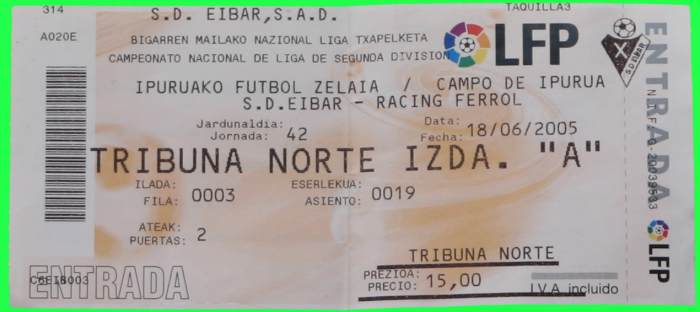 314
S.D. EIBAR,S.A.D.
TAQUILLA3
A020E
BIGARREN MAILAKO NAZIONAL LIGA TXAPELKETA
CAMPEONATO NACIONAL DE LIGA DE SEGUNDA DIVISION
LFP
S.D EIBAR
IPURUAKO FUTBOL ZELAIA / CAMPO DE IPURUA
S.D.EIBAR - RACING FERROL
Jardunaldia:
Jornada: 42
Data:
Fecha: 18/06/2005
TRIBUNA NORTE IZDA. "A"
ILADA:
FILA: 0003
ESERLEKUA:
ASIENTO: 0019
ATEAK:
PUERTAS: 2
TRIBUNA NORTE
PREZIOA:
PRECIO: 15,00
I.V.A incluido
ENTRADA
ENTRADA
LFP